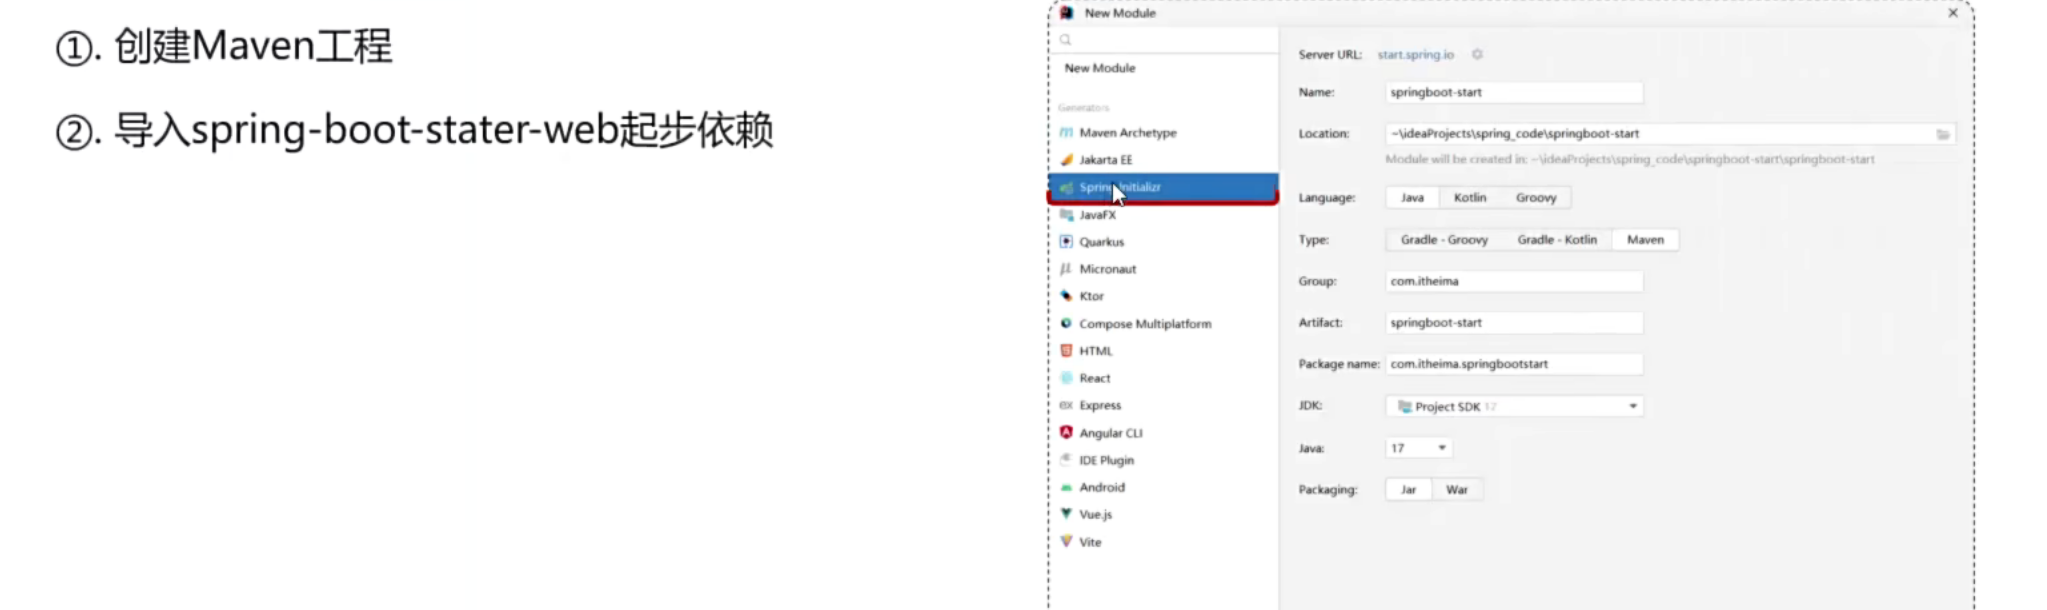 ①. 创建Maven工程
②. 导入spring-boot-stater-web起步依赖
New Module
New Module
Generators
Maven Archetype
Jakarta EE
Spring Initializr
JavaFX
Quarkus
Micronaut
Ktor
Compose Multiplatform
HTML
React
Express
Angular CLI
IDE Plugin
Android
Vue.js
Vite
Server URL: start.spring.io
Name: springboot-start
Location: ~\ideaProjects\spring_code\springboot-start
Module will be created in: ~\ideaProjects\spring_code\springboot-start\springboot-start
Language: Java Kotlin Groovy
Type: Gradle - Groovy Gradle - Kotlin Maven
Group: com.itheima
Artifact: springboot-start
Package name: com.itheima.springbootstart
JDK: Project SDK 17
Java: 17
Packaging: Jar War